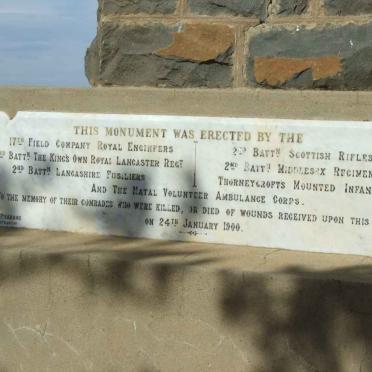 THIS MONUMENT WAS ERECTED BY THE
17TH FIELD COMPANY ROYAL ENGINEERS
BATTN THE KING'S OWN ROYAL LANCASTER REGT
2ND BATTN LANCASHIRE FUSILIERS
2ND BATTN SCOTTISH RIFLES
2ND BATTN MIDDLESEX REGIMEN
THORNEYCROFTS MOUNTED INFAN
AND THE NATAL VOLUNTEER AMBULANCE CORPS.
TO THE MEMORY OF THEIR COMRADES WHO WERE KILLED, OR DIED OF WOUNDS RECEIVED UPON THIS
ON 24TH JANUARY 1900.